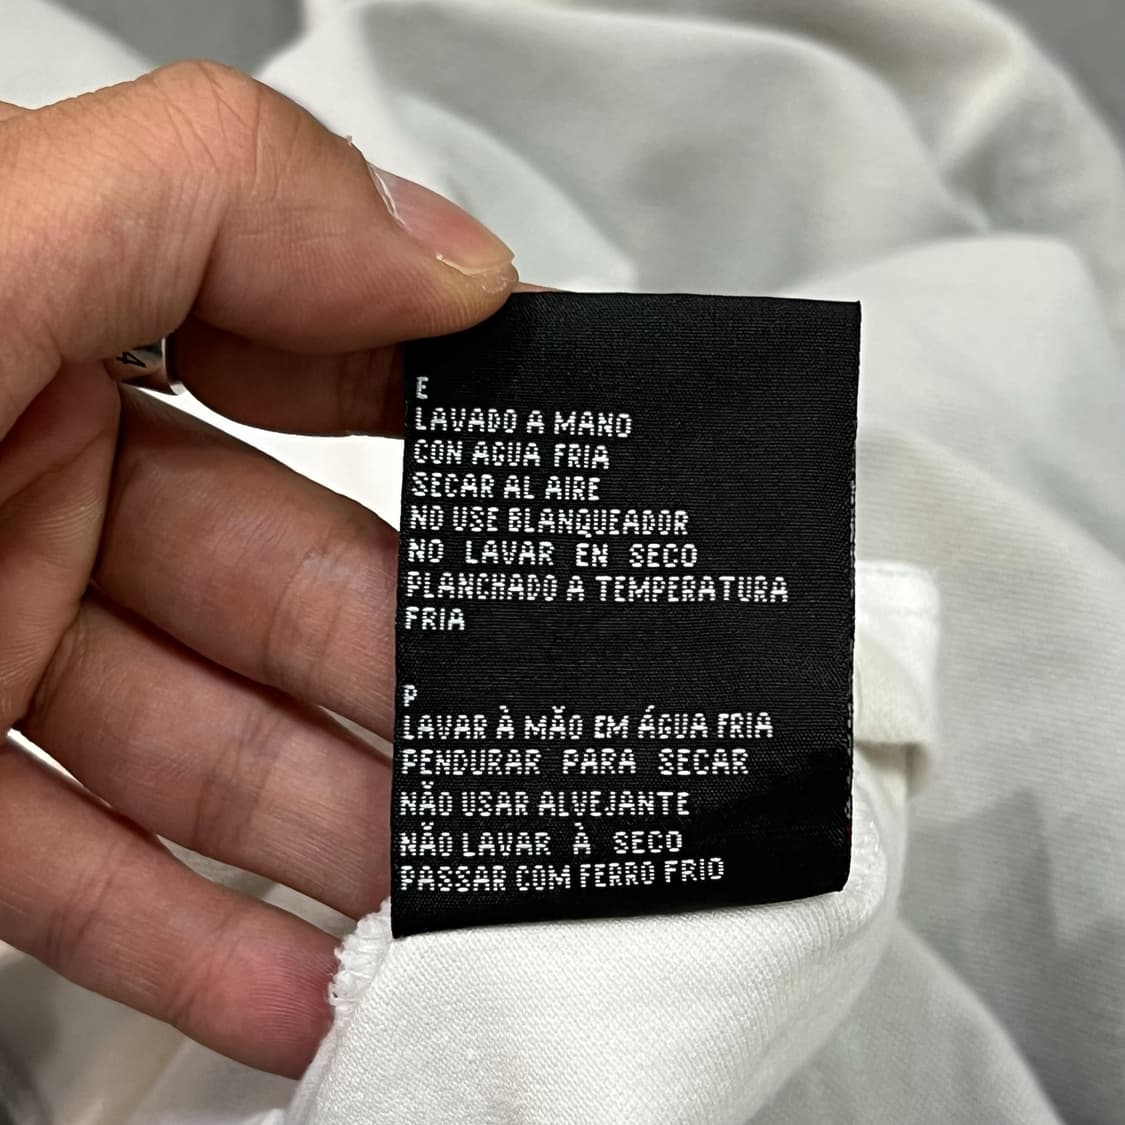 4
E
LAVADO A MANO
CON AGUA FRIA
SECAR AL AIRE
NO USE BLANQUEADOR
NO LAVAR EN SECO
PLANCHADO A TEMPERATURA
FRIA
P
LAVAR À MÃO EM ÁGUA FRIA
PENDURAR PARA SECAR
NÃO USAR ALVEJANTE
NÃO LAVAR À SECO
PASSAR COM FERRO FRIO